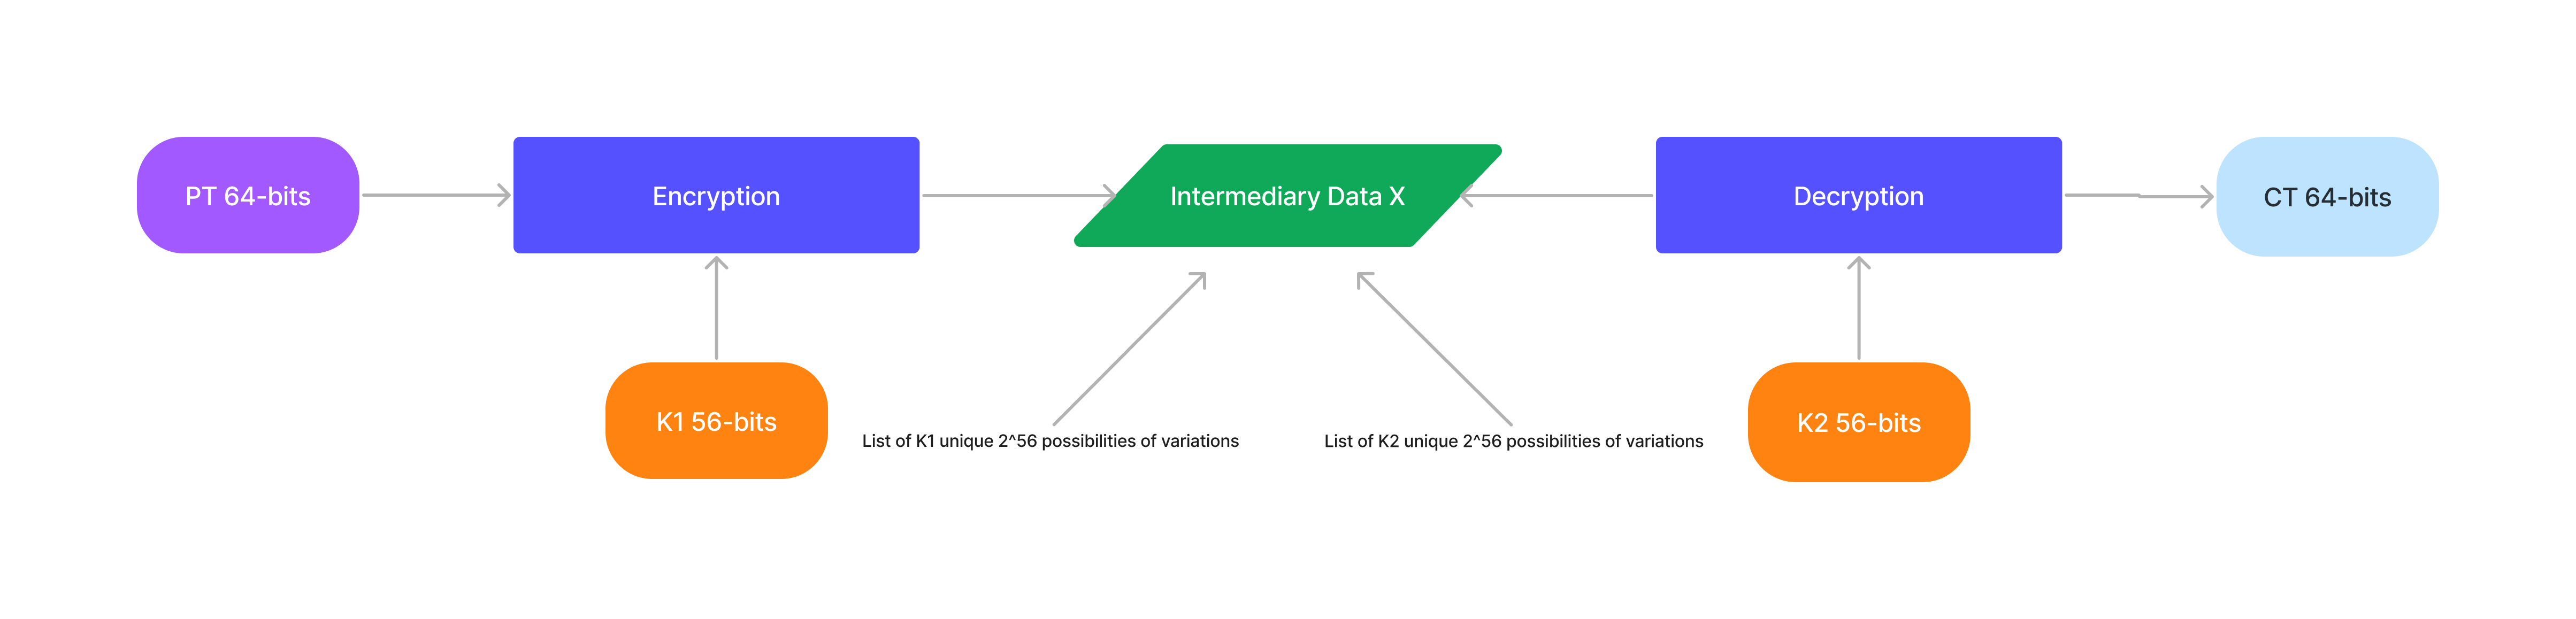 PT 64-bits
Encryption
Intermediary Data X
Decryption
CT 64-bits
K1 56-bits
List of K1 unique 2^56 possibilities of variations
List of K2 unique 2^56 possibilities of variations
K2 56-bits